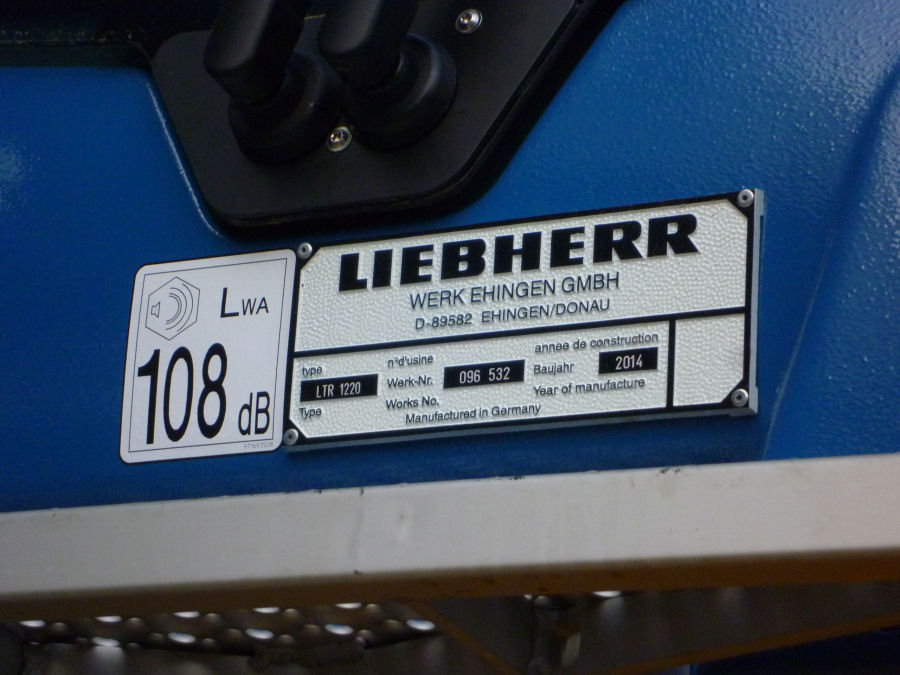 LWA
108 dB
LIEBHERR
WERK EHINGEN GMBH
D-89582 EHINGEN/DONAU
type
LTR 1220
Type
n°d'usine
Werk-Nr. 096 532
Works No.
année de construction
Baujahr 2014
Year of manufacture
Manufactured in Germany